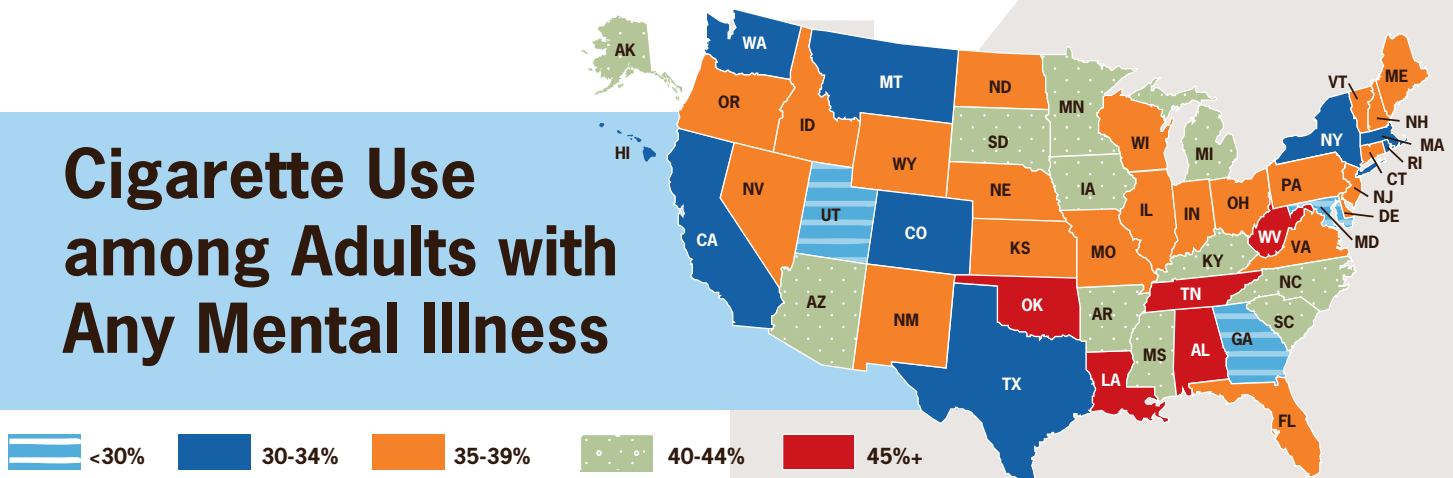 Cigarette Use
among Adults with
Any Mental Illness
AK
WA
MT
ND
MN
VT
ME
OR
ID
SD
WI
MI
NY
NH
MA
RI
HI
WY
IA
PA
CT
NV
NE
IL
IN
OH
NJ
DE
UT
CO
CA
KS
MO
WV
VA
MD
KY
AZ
NM
OK
AR
TN
NC
SC
MS
AL
GA
TX
LA
FL
<30%
30-34%
35-39%
40-44%
45%+